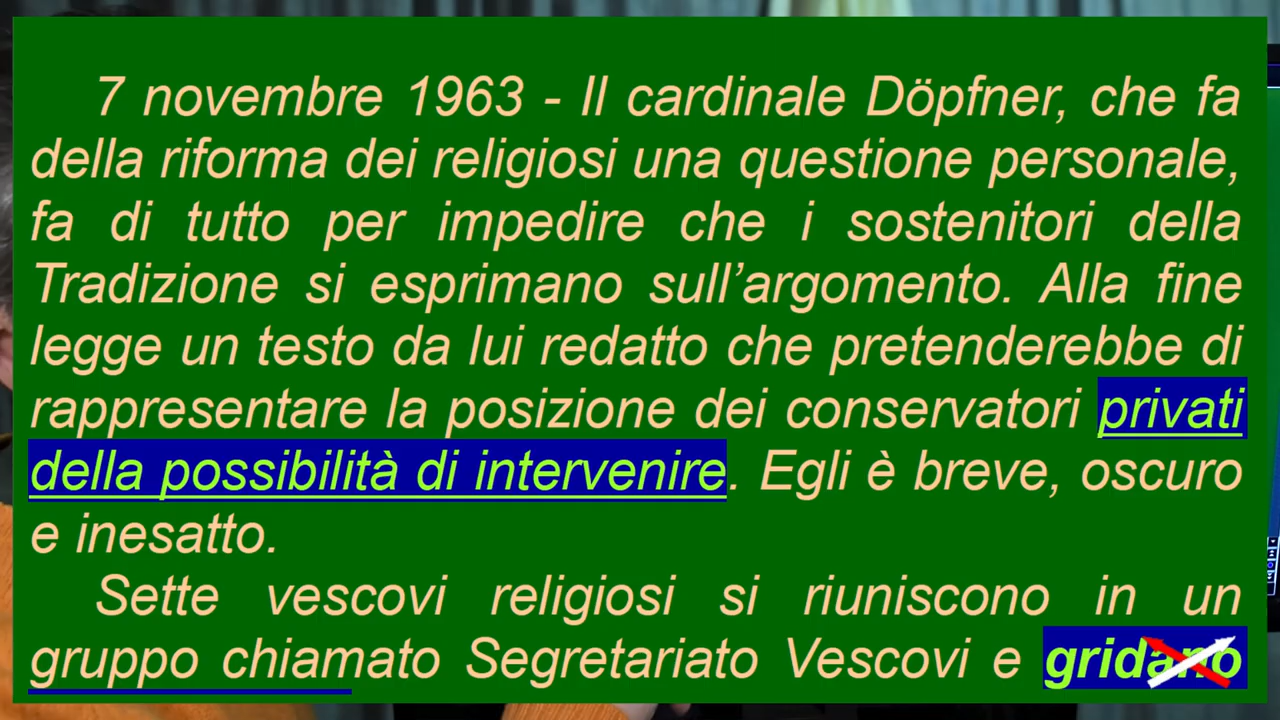 7 novembre 1963 - Il cardinale Döpfner, che fa
della riforma dei religiosi una questione personale,
fa di tutto per impedire che i sostenitori della
Tradizione si esprimano sull’argomento. Alla fine
legge un testo da lui redatto che pretenderebbe di
rappresentare la posizione dei conservatori privati
della possibilità di intervenire. Egli è breve, oscuro
e inesatto.
Sette vescovi religiosi si riuniscono in un
gruppo chiamato Segretariato Vescovi e gridano